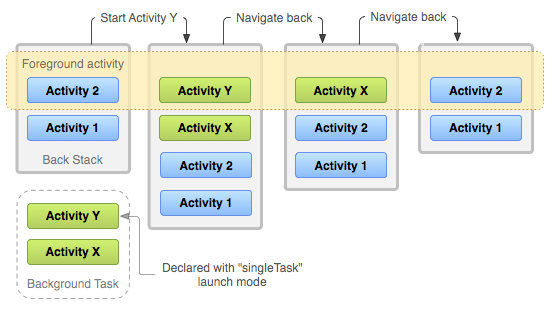 Start Activity Y
Navigate back
Navigate back
Foreground activity
Activity 2
Activity Y
Activity X
Activity 2
Activity 1
Activity X
Activity 2
Activity 1
Back Stack
Activity 2
Activity 1
Activity 1
Activity Y
Activity X
Background Task
Declared with "singleTask"
launch mode